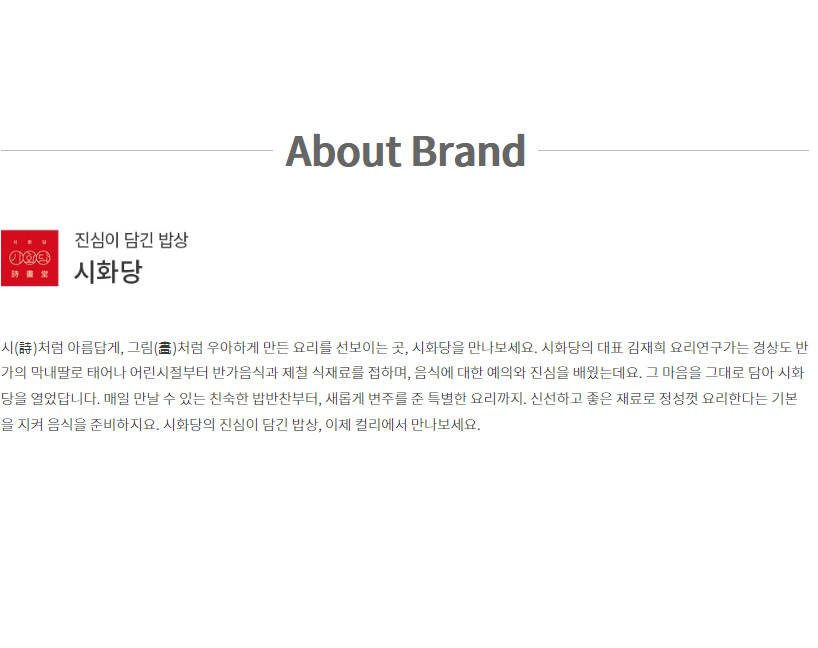 About Brand
시 화 당
시화당
詩 畵 堂
진심이 담긴 밥상
시화당
시(詩)처럼 아름답게, 그림(畵)처럼 우아하게 만든 요리를 선보이는 곳, 시화당을 만나보세요. 시화당의 대표 김재희 요리연구가는 경상도 반
가의 막내딸로 태어나 어린시절부터 반가음식과 제철 식재료를 접하며, 음식에 대한 예의와 진심을 배웠는데요. 그 마음을 그대로 담아 시화
당을 열었답니다. 매일 만날 수 있는 친숙한 밥반찬부터, 새롭게 변주를 준 특별한 요리까지. 신선하고 좋은 재료로 정성껏 요리한다는 기본
을 지켜 음식을 준비하지요. 시화당의 진심이 담긴 밥상, 이제 컬리에서 만나보세요.